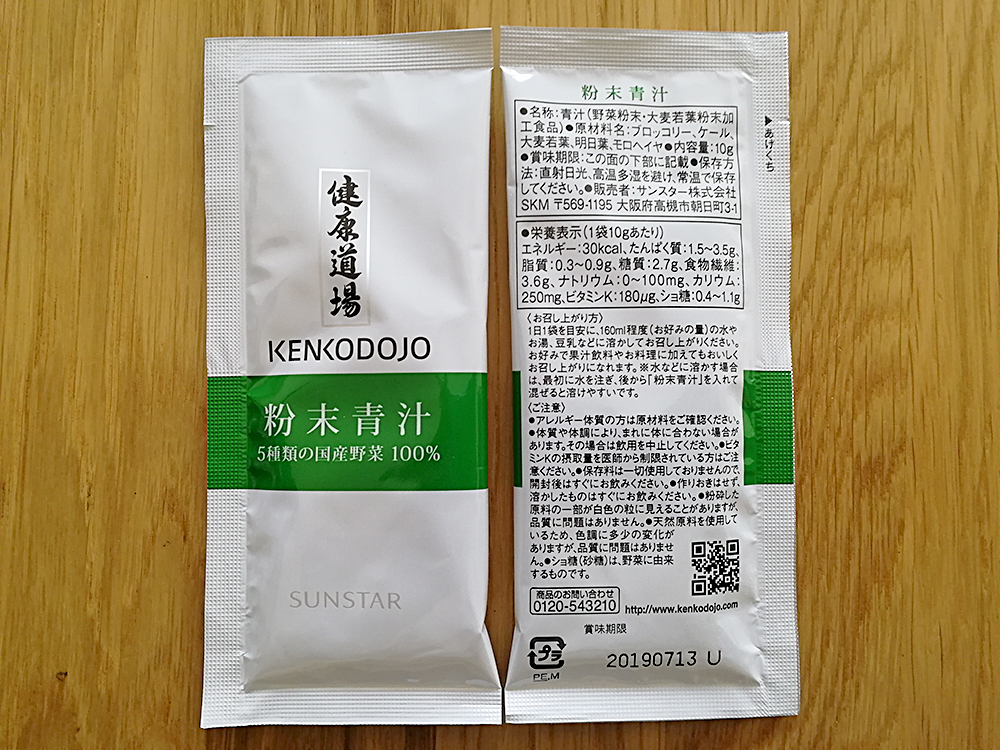 健康道場
KENKODOJO
粉末青汁
5種類の国産野菜 100%
SUNSTAR
粉末青汁
●名称:青汁(野菜粉末・大麦若葉粉末加
工食品)●原材料名:ブロッコリー、ケール、
大麦若葉、明日葉、モロヘイヤ●内容量:10g
●賞味期限:この面の下部に記載●保存方
法:直射日光、高温多湿を避け、常温で保存
してください。●販売者:サンスター株式会社
SKM 〒569-1195 大阪府高槻市朝日町3-1
●栄養表示(1袋10gあたり)
エネルギー:30kcal、たんぱく質:1.5~3.5g、
脂質:0.3~0.9g、糖質:2.7g、食物繊維:
3.6g、ナトリウム:0~100mg、カリウム:
250mg、ビタミンK:180μg、ショ糖:0.4~1.1g
〈お召し上がり方〉
1日1袋を目安に、160ml程度(お好みの量)の水や
お湯、豆乳などに溶かしてお召し上がりください。
お好みで果汁飲料やお料理に加えてもおいしく
お召し上がりになれます。※水などに溶かす場合
は、最初に水を注ぎ、後から「粉末青汁」を入れて
混ぜると溶けやすいです。
〈ご注意〉
●アレルギー体質の方は原材料をご確認ください。
●体質や体調により、まれに体に合わない場合が
あります。その場合は飲用を中止してください。●ビタ
ミンKの摂取量を医師から制限されている方はご注
意ください。●保存料は一切使用しておりませんので、
開封後はすぐにお飲みください。●作りおきはせず、
溶かしたものはすぐにお飲みください。●粉砕した
原料の一部が白色の粒に見えることがありますが、
品質に問題はありません。●天然原料を使用して
いるため、色調に多少の変化が
ありますが、品質に問題はありませ
ん。●ショ糖(砂糖)は、野菜に由来
するものです。
商品のお問い合わせ
0120-543210
http://www.kenkodojo.com
賞味期限
20190713 U
プラ
PE,M
▶あけくち